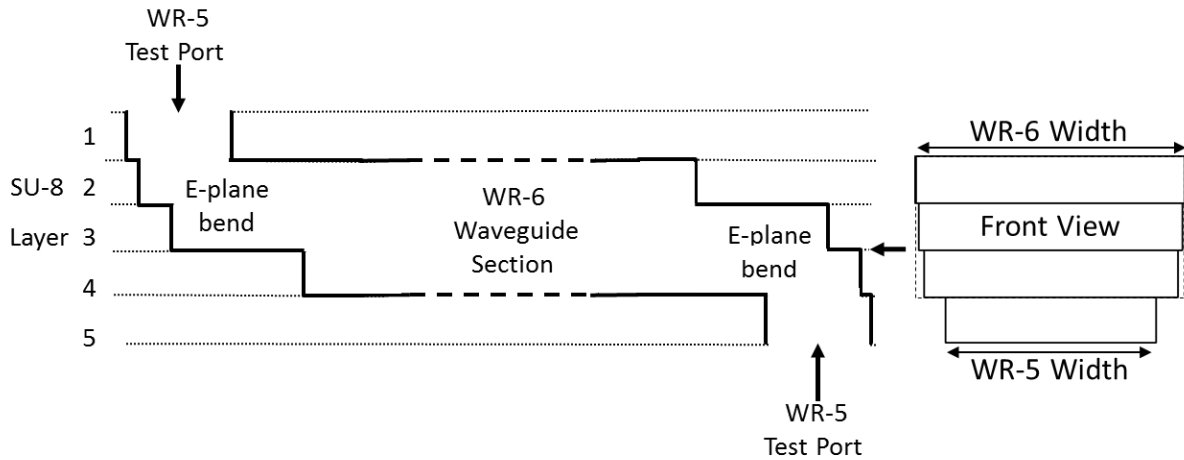 WR-5
Test Port
1
SU-8 2
Layer 3
4
5
E-plane
bend
WR-6
Waveguide
Section
E-plane
bend
WR-5
Test Port
WR-6 Width
Front View
WR-5 Width